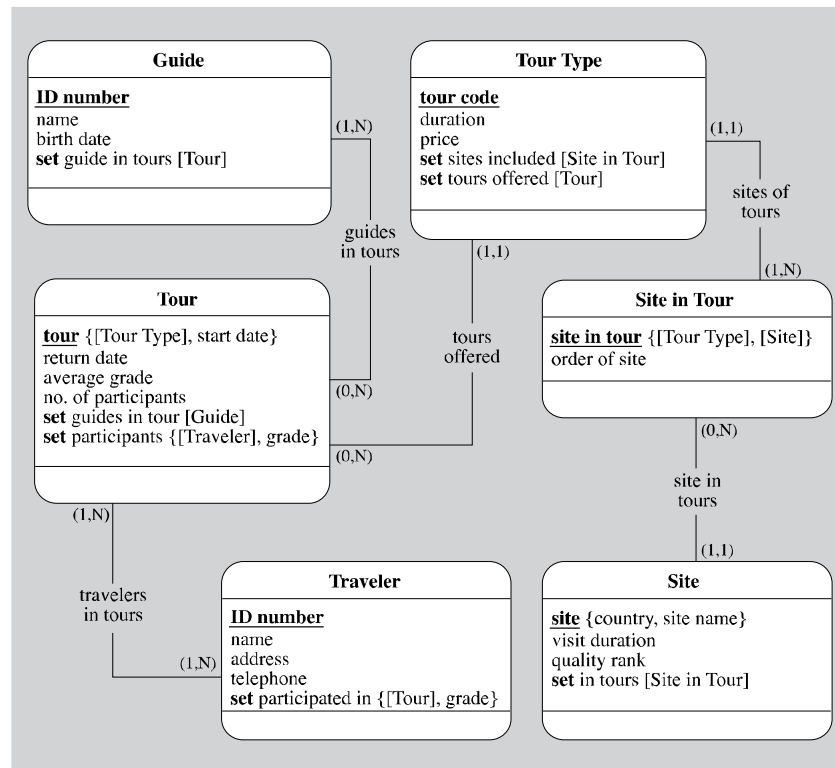 Guide
ID number
name
birth date
set guide in tours [Tour]
(1,N)
guides
in tours
(0,N)
Tour Type
tour code
duration
price
set sites included [Site in Tour]
set tours offered [Tour]
(1,1)
sites of
tours
(1,N)
(1,1)
tours
offered
(0,N)
Tour
tour {[Tour Type], start date}
return date
average grade
no. of participants
set guides in tour [Guide]
set participants {[Traveler], grade}
Site in Tour
site in tour {[Tour Type], [Site]}
order of site
(0,N)
site in
tours
(1,1)
(1,N)
travelers
in tours
(1,N)
Traveler
ID number
name
address
telephone
set participated in {[Tour], grade}
Site
site {country, site name}
visit duration
quality rank
set in tours [Site in Tour]